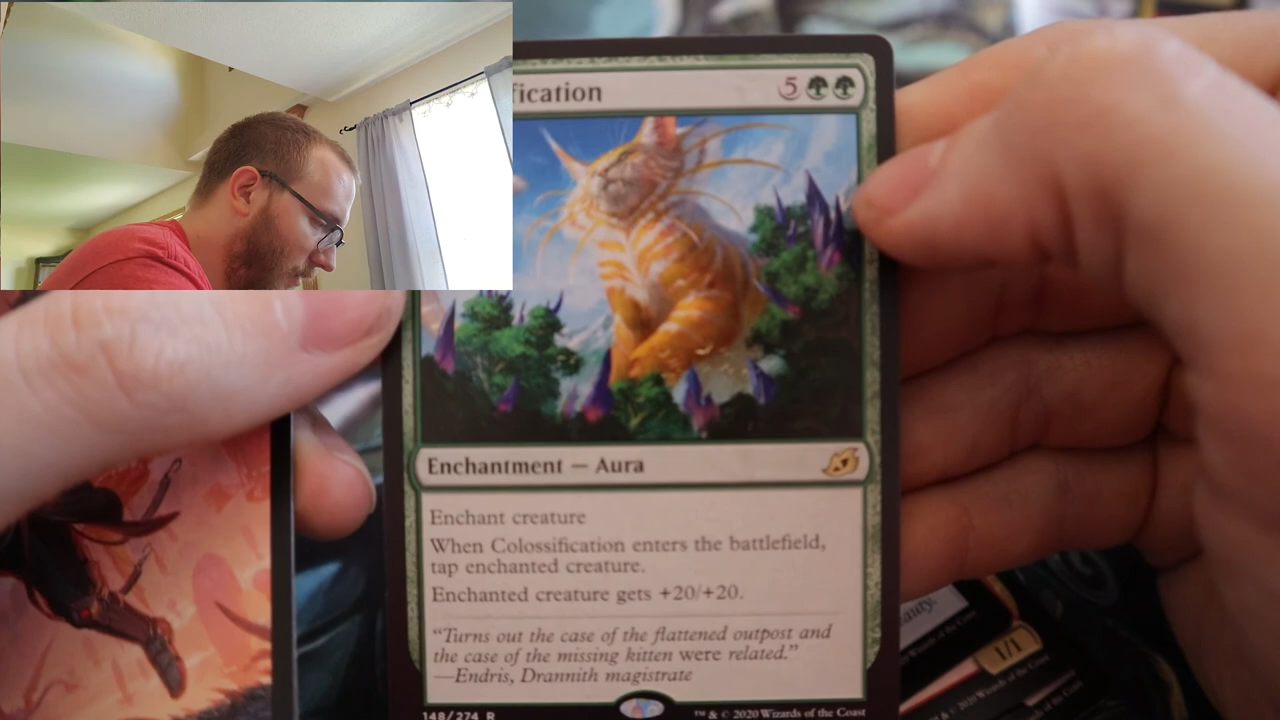 fication
5
Enchantment — Aura
Enchant creature
When Colossification enters the battlefield,
tap enchanted creature.
Enchanted creature gets +20/+20.
"Turns out the case of the flattened outpost and
the case of the missing kitten were related."
—Endris, Drannith magistrate
148/274 R
™ & © 2020 Wizards of the Coast
eauty."
1/1